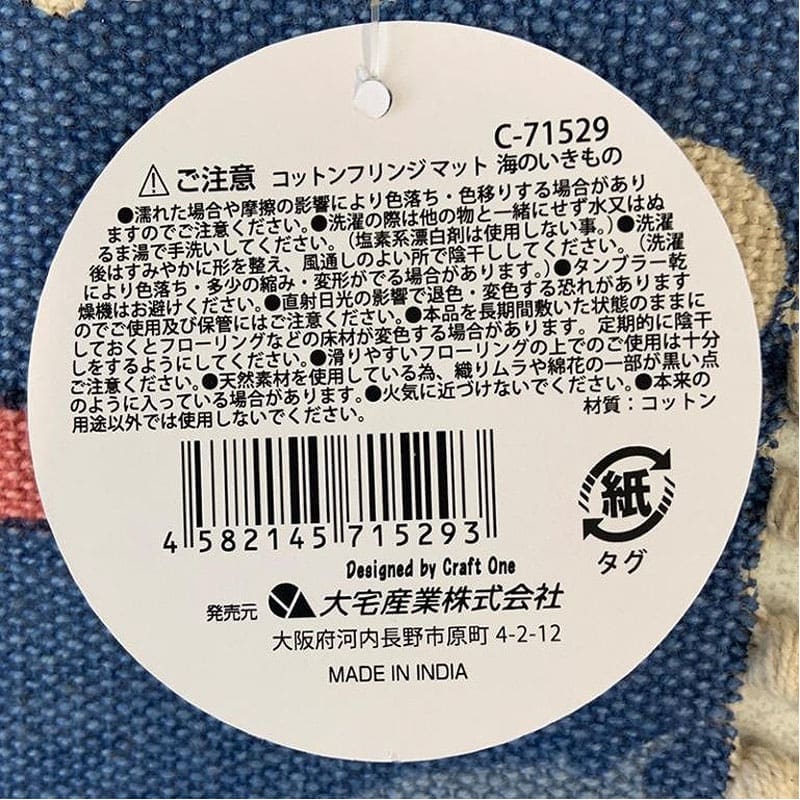 C-71529
⚠ご注意 コットンフリンジマット 海のいきもの
●濡れた場合や摩擦の影響により色落ち・色移りする場合があり
ますのでご注意ください。●洗濯の際は他の物と一緒にせず水又はぬ
るま湯で手洗いしてください。（塩素系漂白剤は使用しない事。）●洗濯
後はすみやかに形を整え、風通しのよい所で陰干ししてください。（洗濯
により色落ち・多少の縮み・変形がでる場合があります。）●タンブラー乾
燥機はお避けください。●直射日光の影響で退色・変色する恐れがあります
のでご使用及び保管にはご注意ください。●本品を長期間敷いた状態のままに
しておくとフローリングなどの床材が変色する場合があります。定期的に陰干
しをするようにしてください。●滑りやすいフローリングの上でのご使用は十分
ご注意ください。●天然素材を使用している為、織りムラや綿花の一部が黒い点
のように入っている場合があります。●火気に近づけないでください。●本来の
用途以外では使用しないでください。
材質：コットン
4 582145 715293
紙
タグ
Designed by Craft One
発売元 大宅産業株式会社
大阪府河内長野市原町 4-2-12
MADE IN INDIA